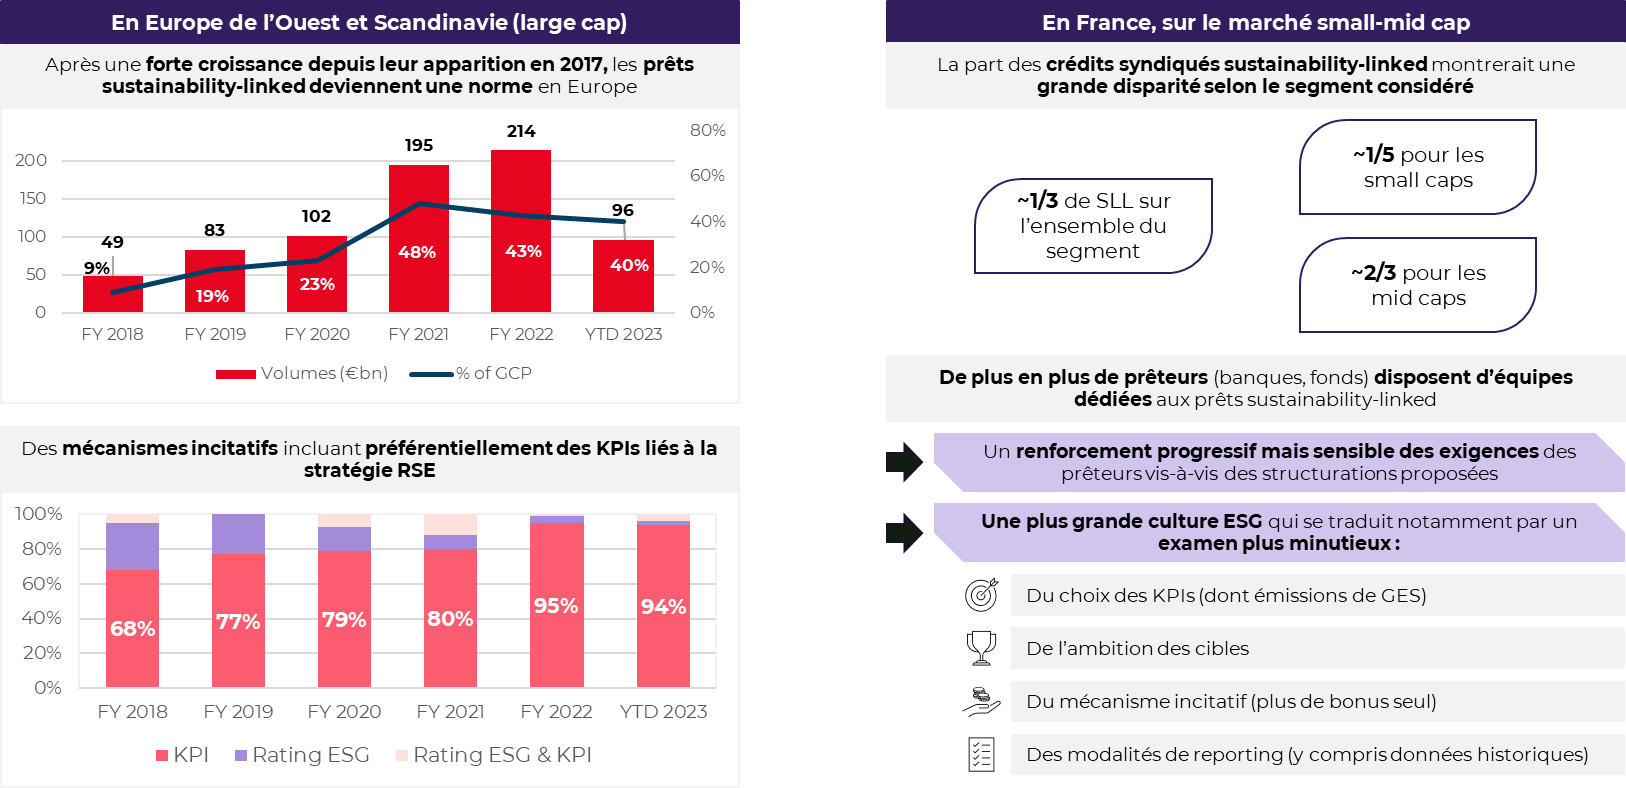 En Europe de l’Ouest et Scandinavie (large cap)
Après une forte croissance depuis leur apparition en 2017, les prêts
sustainability-linked deviennent une norme en Europe
214
195
102
83
49
96
9%
19%
23%
48%
43%
40%
200
150
100
50
0
80%
60%
40%
20%
0%
FY 2018 FY 2019 FY 2020 FY 2021 FY 2022 YTD 2023
Volumes (€bn) % of GCP
Des mécanismes incitatifs incluant préférentiellement des KPIs liés à la
stratégie RSE
100%
80%
60%
40%
20%
0%
68% 77% 79% 80% 95% 94%
FY 2018 FY 2019 FY 2020 FY 2021 FY 2022 YTD 2023
KPI Rating ESG Rating ESG & KPI
En France, sur le marché small-mid cap
La part des crédits syndiqués sustainability-linked montrerait une
grande disparité selon le segment considéré
~1/3 de SLL sur
l’ensemble du
segment
~1/5 pour les
small caps
~2/3 pour les
mid caps
De plus en plus de prêteurs (banques, fonds) disposent d’équipes
dédiées aux prêts sustainability-linked
Un renforcement progressif mais sensible des exigences des
prêteurs vis-à-vis des structurations proposées
Une plus grande culture ESG qui se traduit notamment par un
examen plus minutieux :
Du choix des KPIs (dont émissions de GES)
De l’ambition des cibles
Du mécanisme incitatif (plus de bonus seul)
Des modalités de reporting (y compris données historiques)